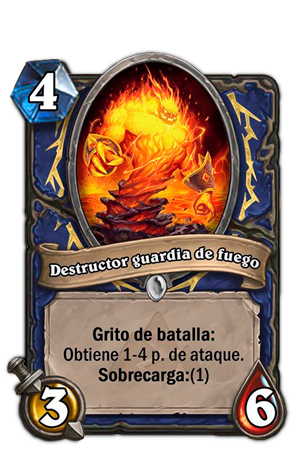 4
Destructor guardia de fuego
Grito de batalla:
Obtiene 1-4 p. de ataque.
Sobrecarga:(1)
3
6